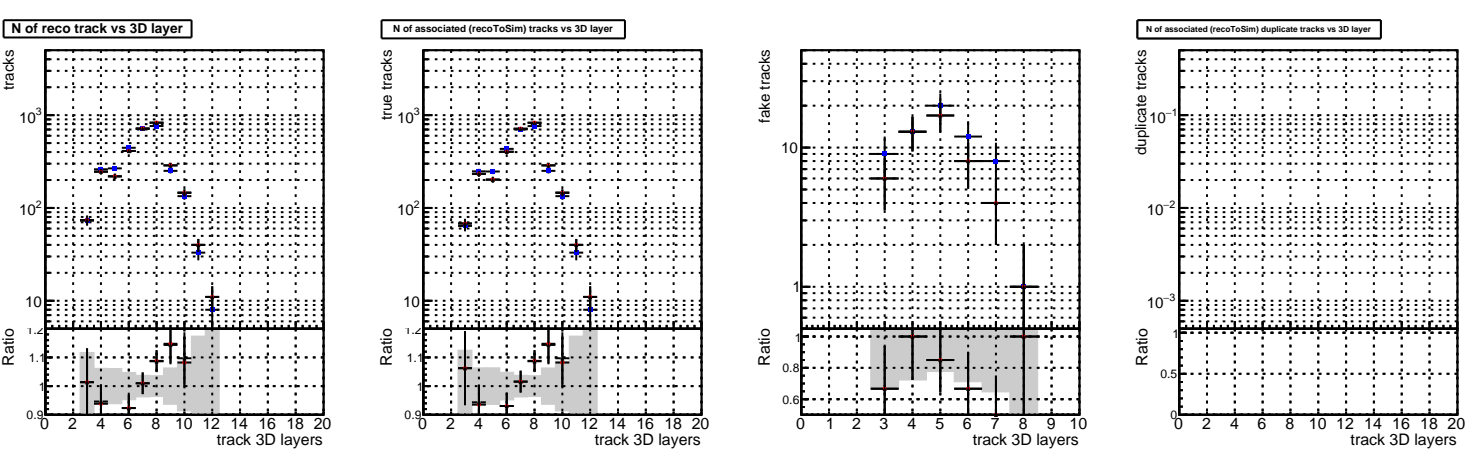 N of reco track vs 3D layer
tracks
10³
10²
10
Ratio
1.2
1.1
1
0.9
0 2 4 6 8 10 12 14 16 18 20
track 3D layers
N of associated (recoToSim) tracks vs 3D layer
true tracks
10³
10²
10
Ratio
1.2
1.1
1
0.9
0 2 4 6 8 10 12 14 16 18 20
track 3D layers
fake tracks
10
1
Ratio
1
0.8
0.6
0 1 2 3 4 5 6 7 8 9 10
track 3D layers
N of associated (recoToSim) duplicate tracks vs 3D layer
duplicate tracks
10⁻¹
10⁻²
10⁻³
Ratio
1
0.5
0
0 2 4 6 8 10 12 14 16 18 20
track 3D layers